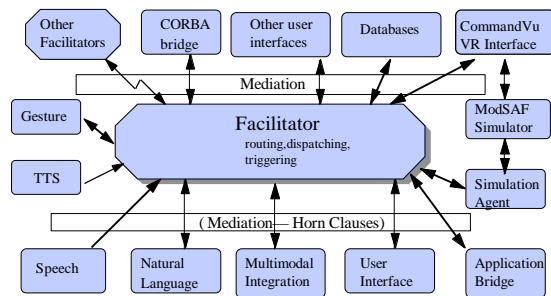 Other
Facilitators
CORBA
bridge
Other user
interfaces
Databases
CommandVu
VR Interface
Mediation
Gesture
Facilitator
routing,dispatching,
triggering
ModSAF
Simulator
TTS
Simulation
Agent
( Mediation— Horn Clauses)
Speech
Natural
Language
Multimodal
Integration
User
Interface
Application
Bridge